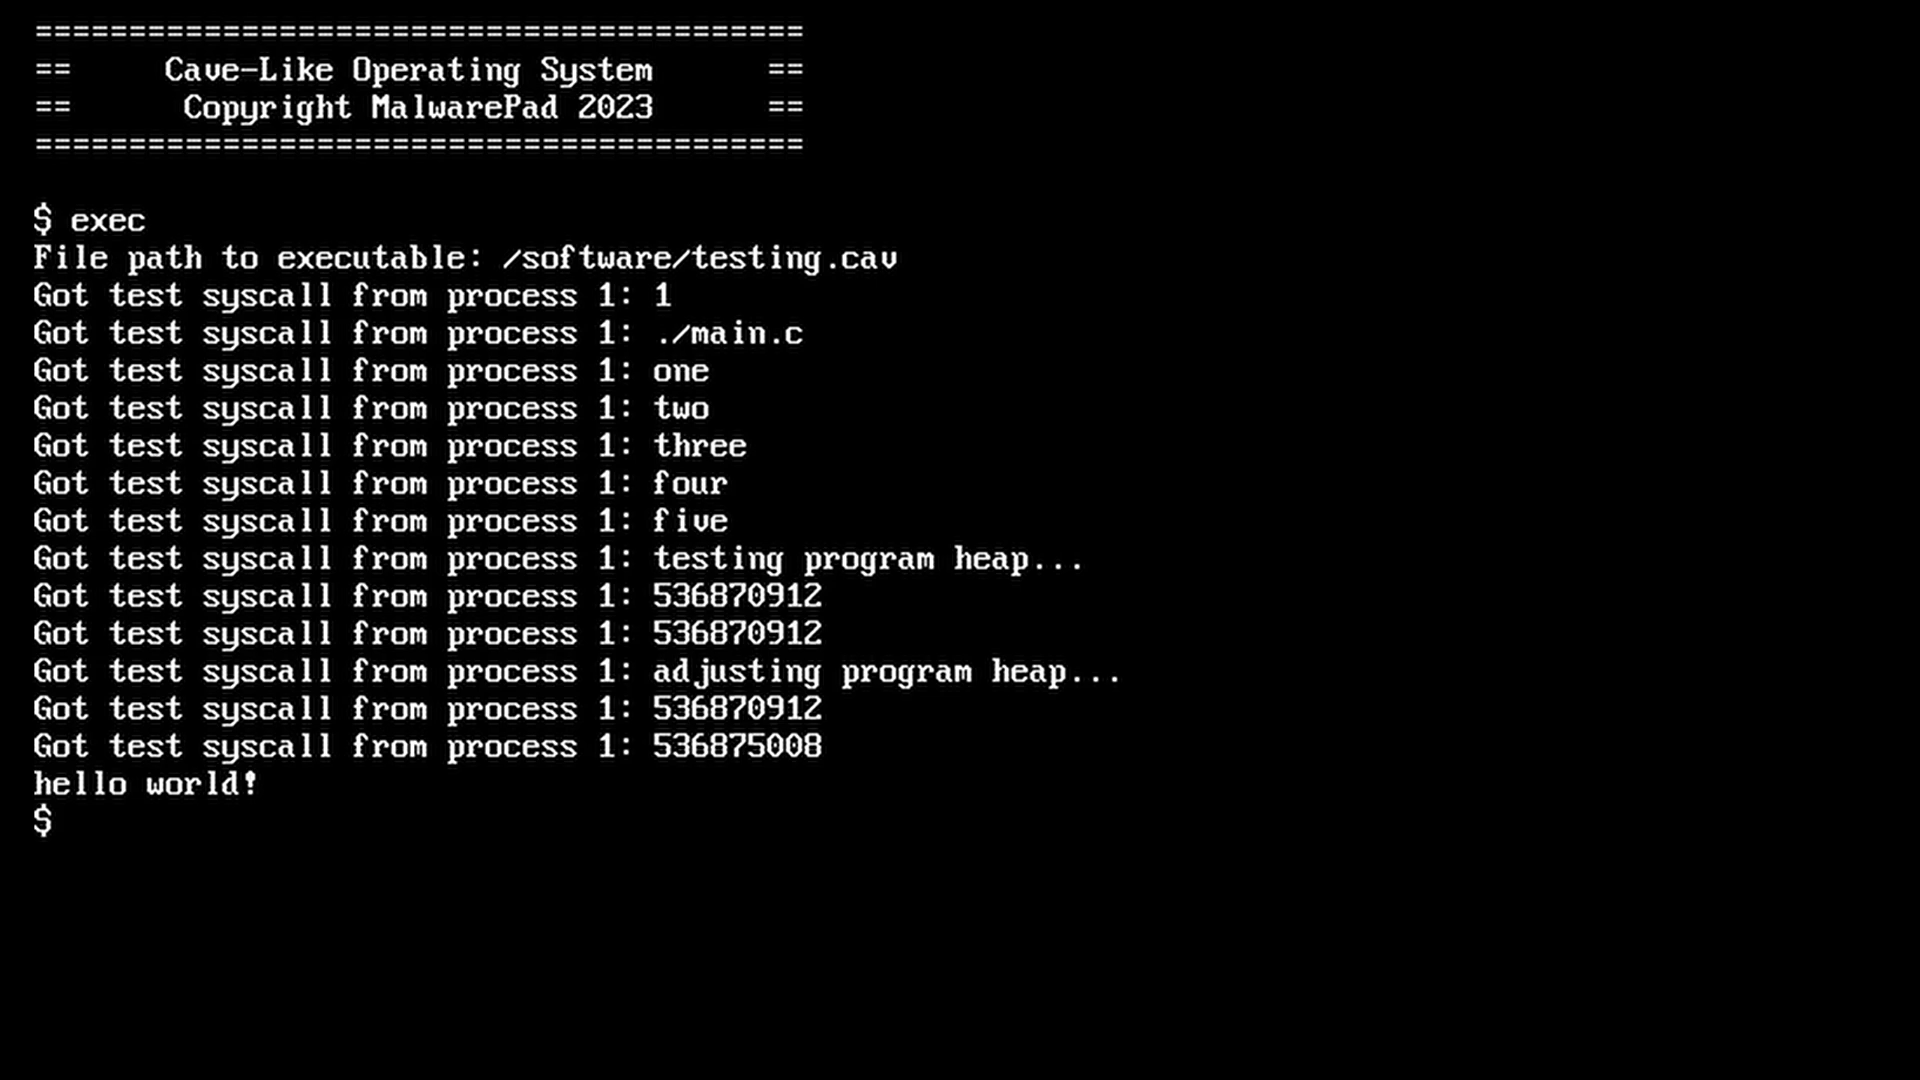 =========================================
==     Cave-Like Operating System      ==
==      Copyright MalwarePad 2023      ==
=========================================
$ exec
File path to executable: /software/testing.cav
Got test syscall from process 1: 1
Got test syscall from process 1: ./main.c
Got test syscall from process 1: one
Got test syscall from process 1: two
Got test syscall from process 1: three
Got test syscall from process 1: four
Got test syscall from process 1: five
Got test syscall from process 1: testing program heap...
Got test syscall from process 1: 536870912
Got test syscall from process 1: 536870912
Got test syscall from process 1: adjusting program heap...
Got test syscall from process 1: 536870912
Got test syscall from process 1: 536875008
hello world!
$